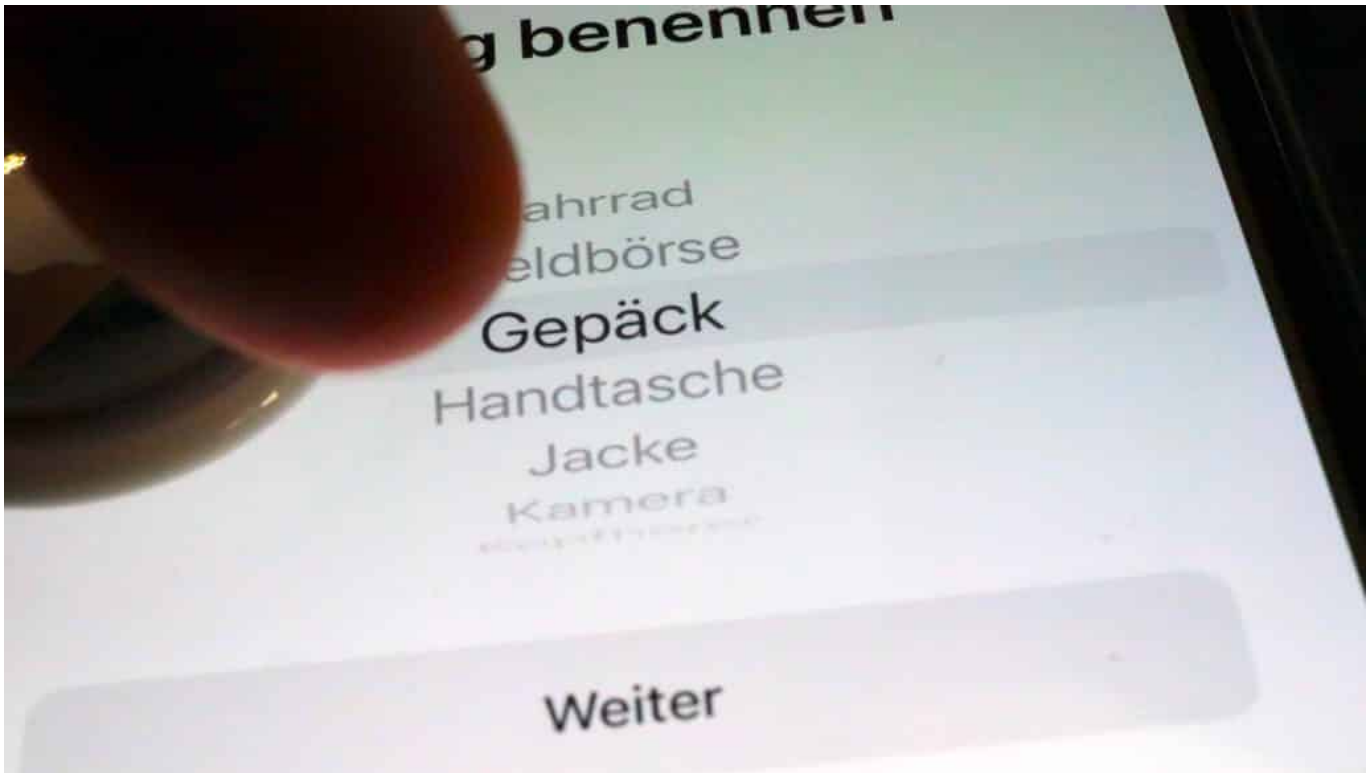 g benennen
ahrrad
eldbörse
Gepäck
Handtasche
Jacke
Kamera
Weiter